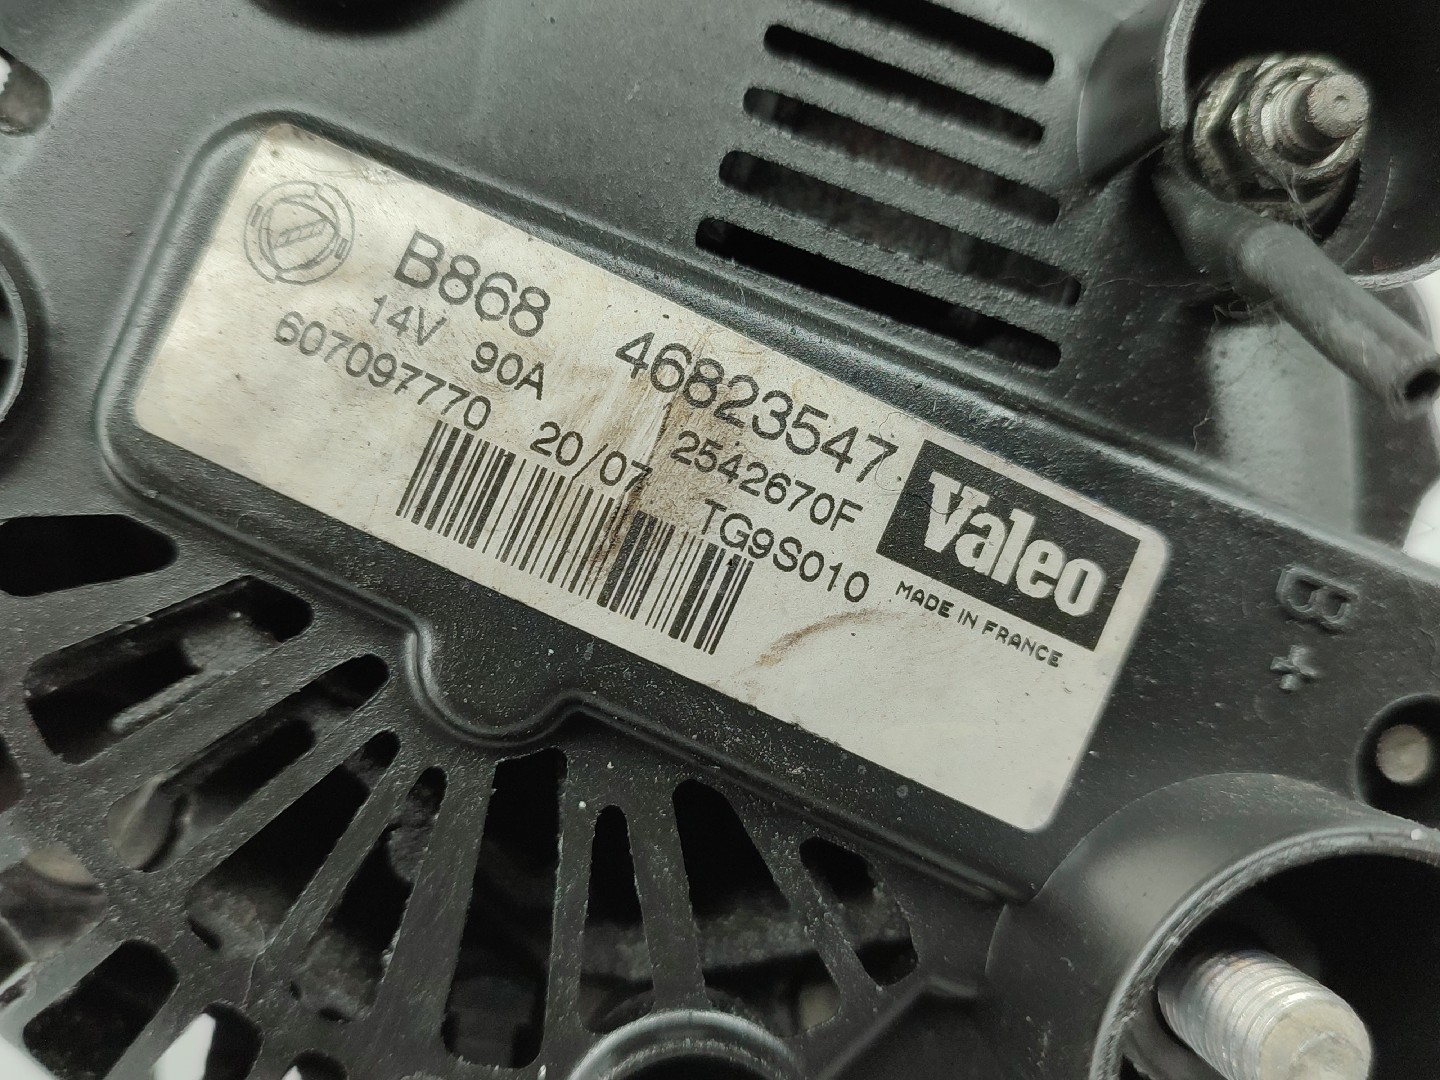 B868 46823547
14V 90A 2542670F
607097770 20/07 TG9S010
Valeo
MADE IN FRANCE
B+